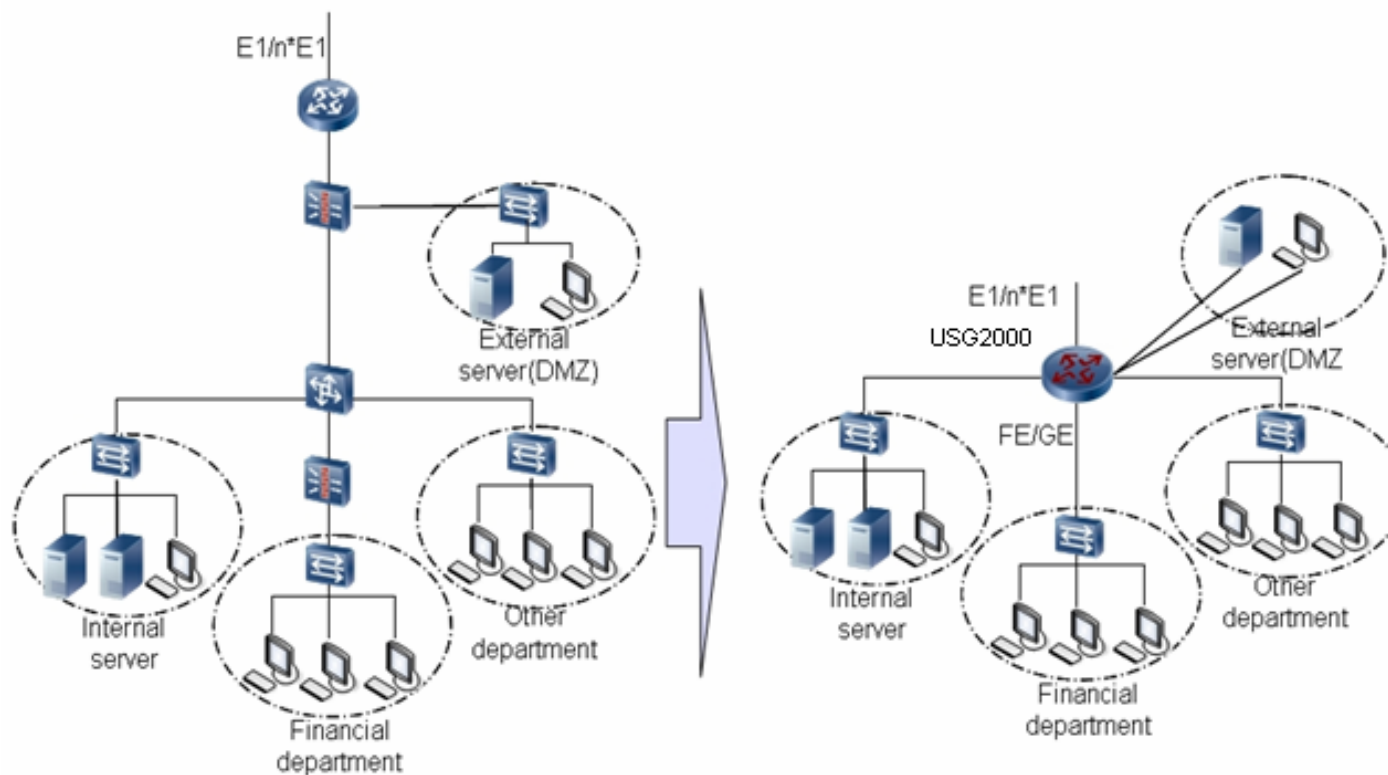 E1/n*E1
External
server(DMZ)
Internal
server
Other
department
Financial
department
E1/n*E1
USG2000
External
server(DMZ
FE/GE
Internal
server
Other
department
Financial
department